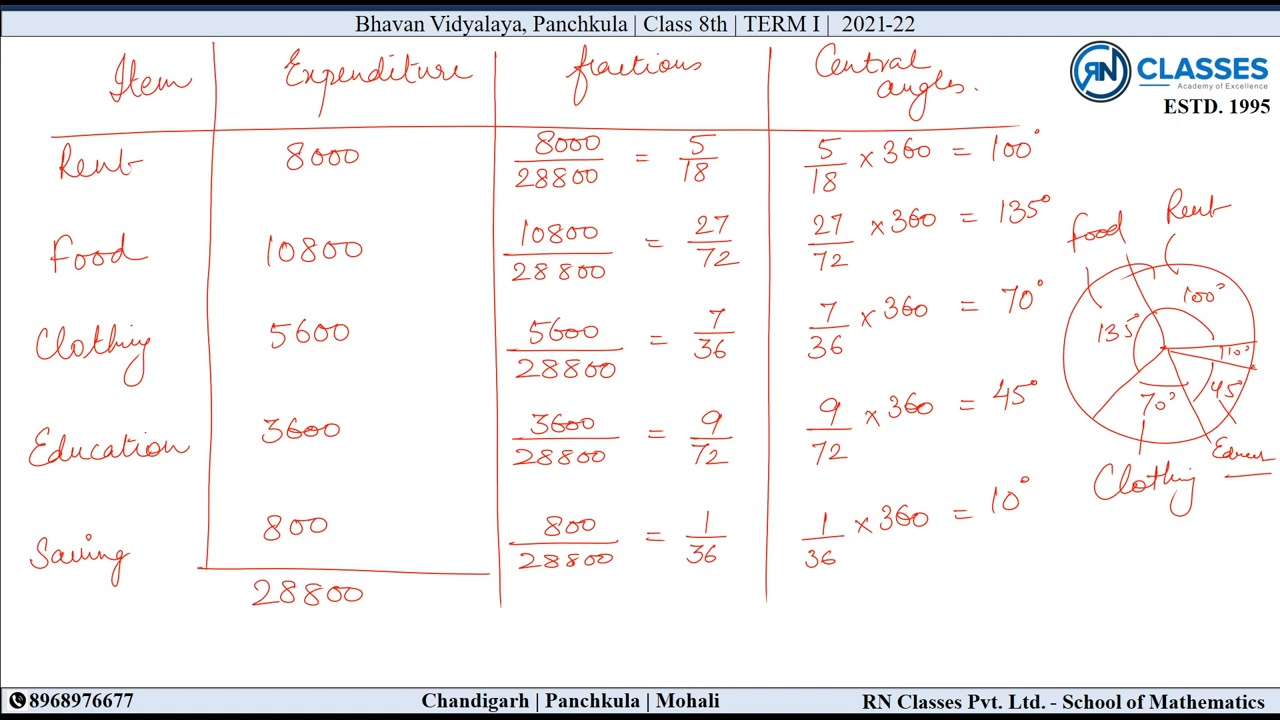 Bhavan Vidyalaya, Panchkula | Class 8th | TERM I | 2021-22
RN CLASSES
Academy of Excellence
ESTD. 1995
Item Expenditure fractions Central angles.
Rent 8000 8000/28800 = 5/18 5/18 × 360 = 100°
Food 10800 10800/28800 = 27/72 27/72 × 360 = 135°
Clothing 5600 5600/28800 = 7/36 7/36 × 360 = 70°
Education 3600 3600/28800 = 9/72 9/72 × 360 = 45°
Saving 800 800/28800 = 1/36 1/36 × 360 = 10°
28800
Food Rent
100°
135° 10°
70° 45°
Clothing
8968976677 Chandigarh | Panchkula | Mohali RN Classes Pvt. Ltd. - School of Mathematics